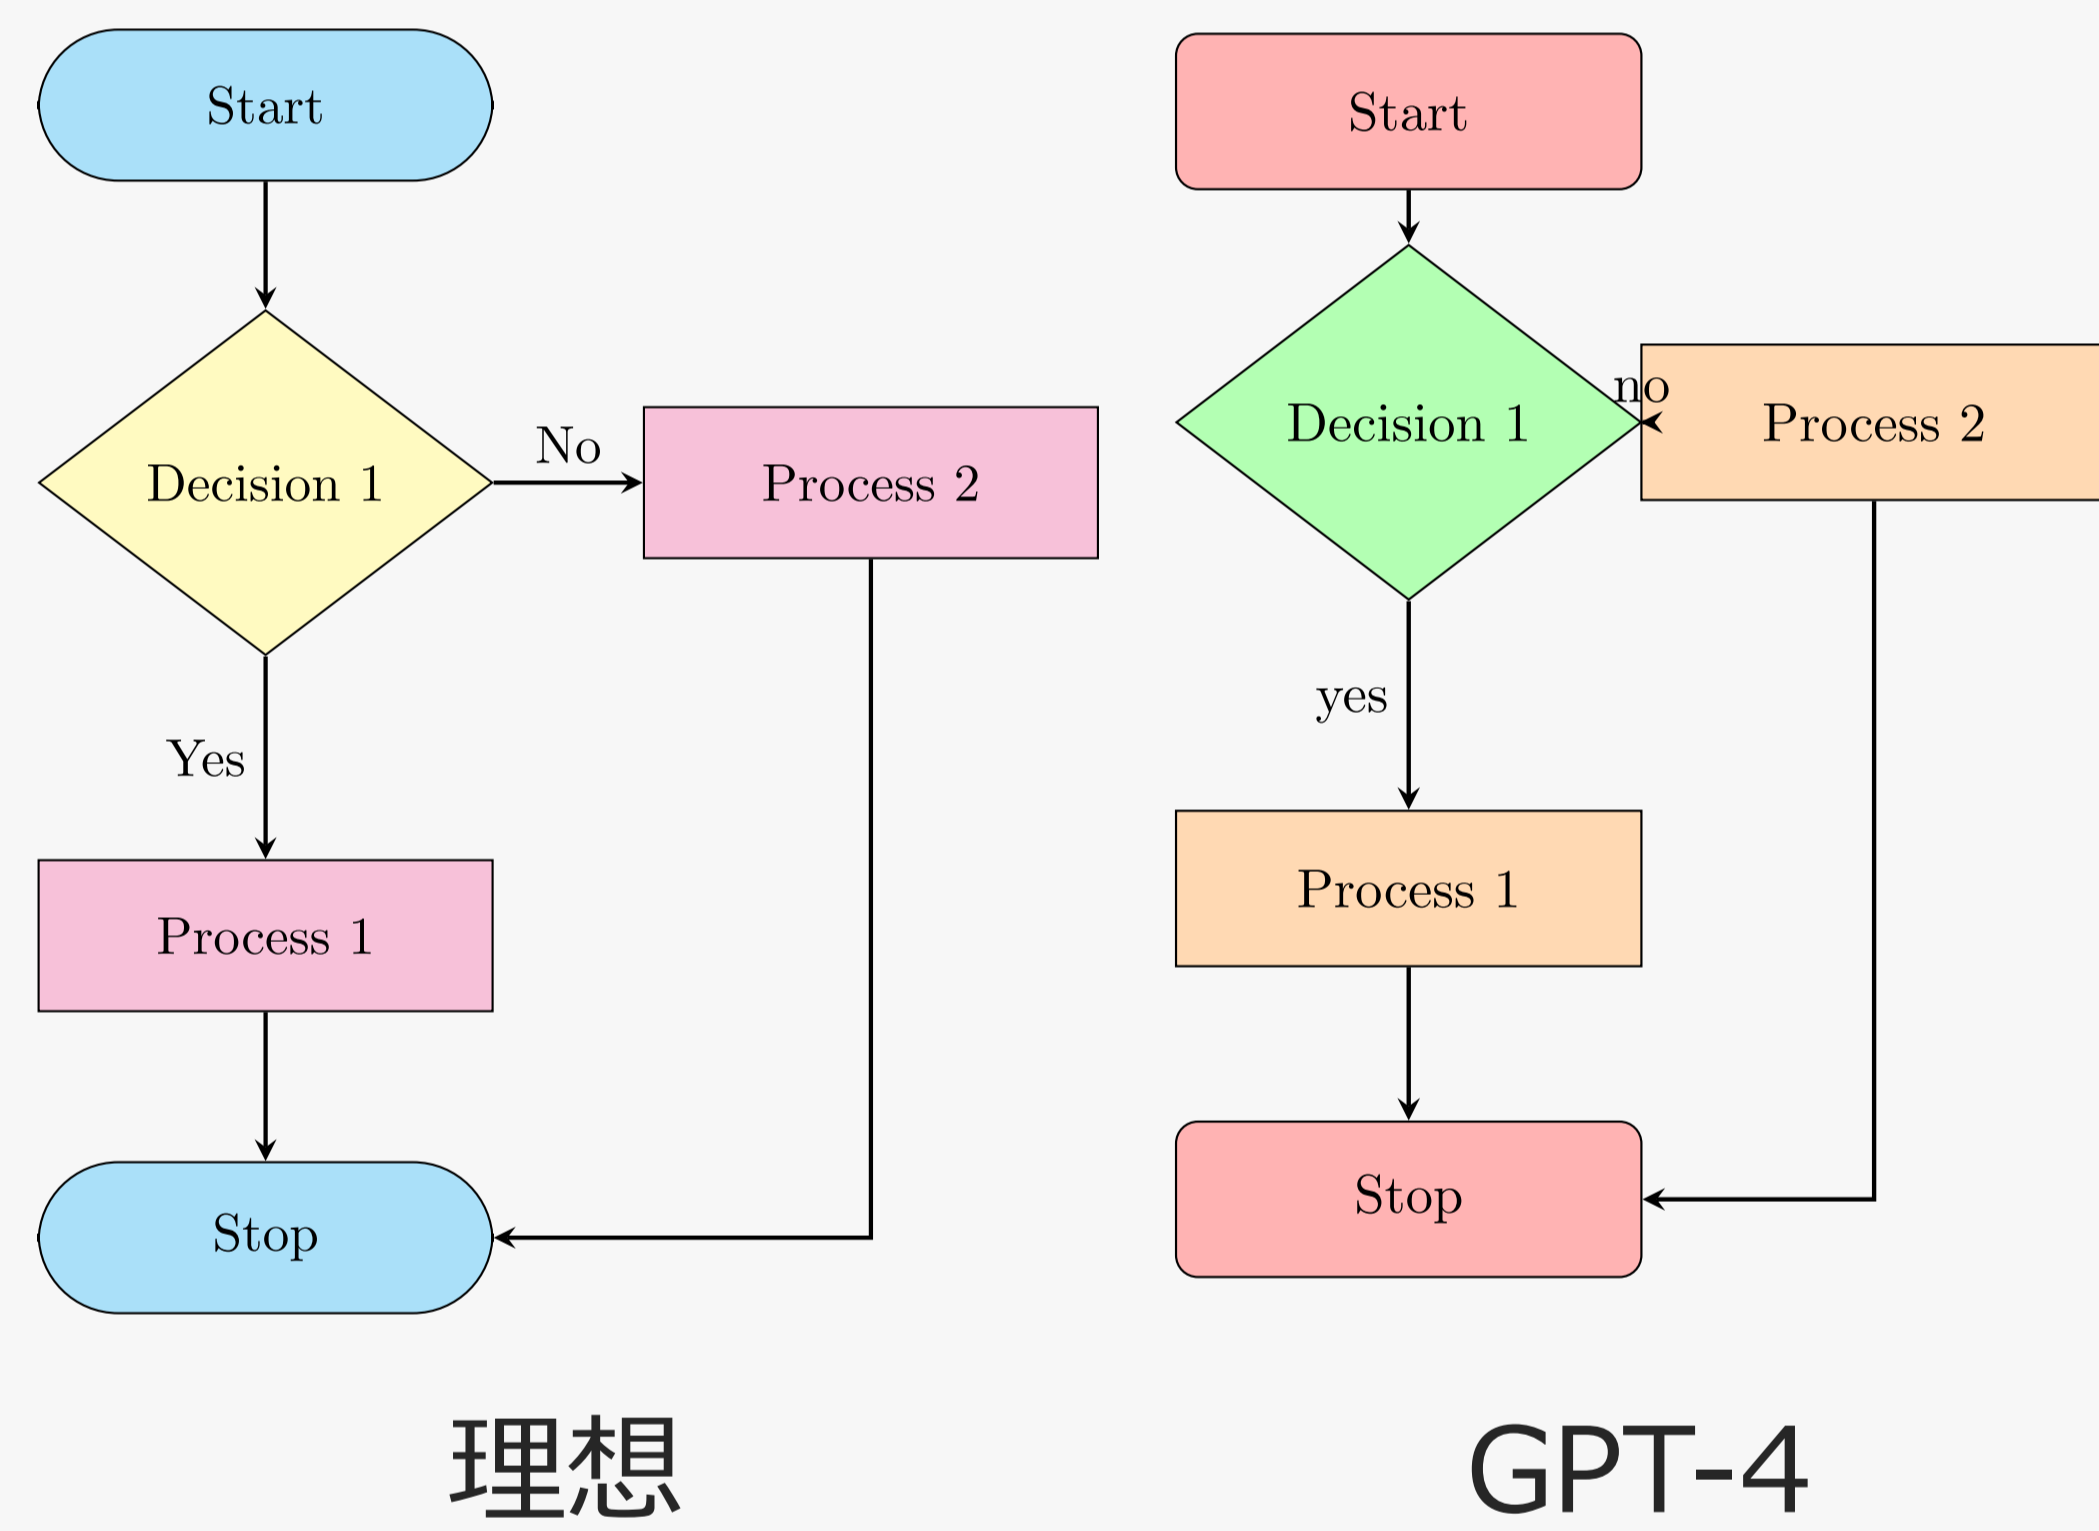 Start
Decision 1
No
Process 2
Yes
Process 1
Stop
理想
Start
Decision 1
no
Process 2
yes
Process 1
Stop
GPT-4